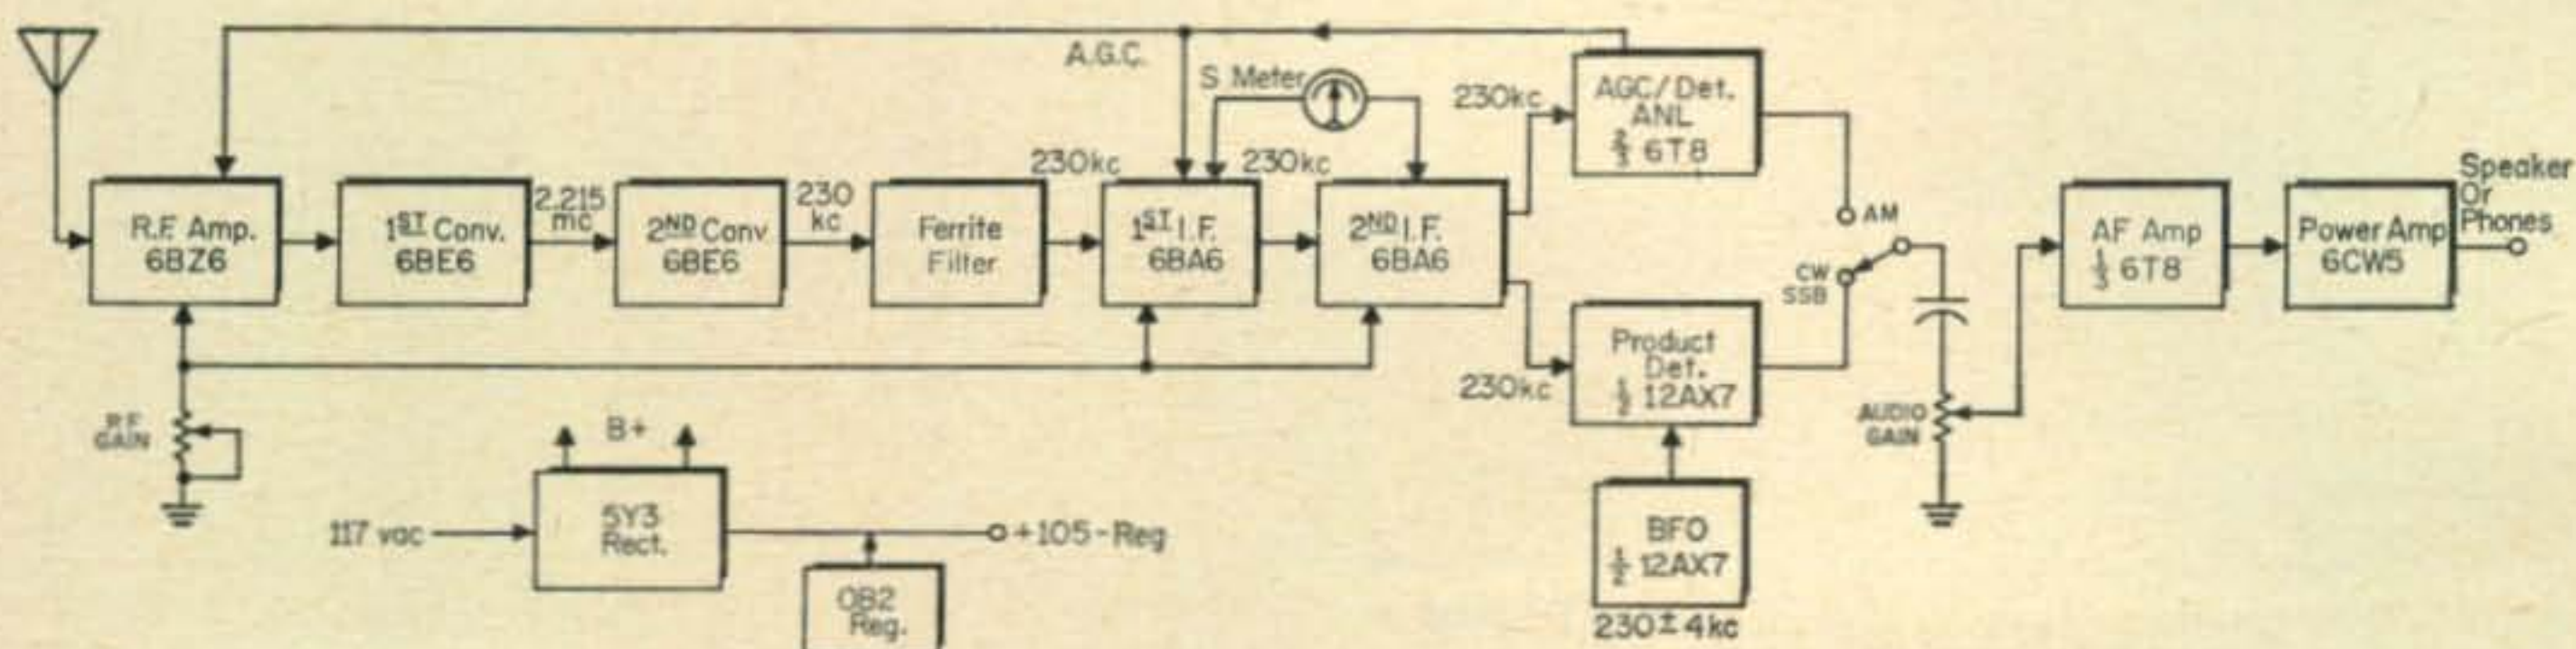 A.G.C.
S Meter
230kc
AGC/Det.
ANL
⅔ 6T8
R.F. Amp.
6BZ6
1ST Conv.
6BE6
2.215
mc
2ND Conv
6BE6
230
kc
Ferrite
Filter
230kc
1ST I.F.
6BA6
230kc
2ND I.F.
6BA6
AM
CW
SSB
AF Amp
⅓ 6T8
Power Amp
6CW5
Speaker
Or
Phones
230kc
Product
Det.
½ 12AX7
AUDIO
GAIN
R.F.
GAIN
B+
117 vac
5Y3
Rect.
+105-Reg
OB2
Reg.
BFO
½ 12AX7
230±4kc